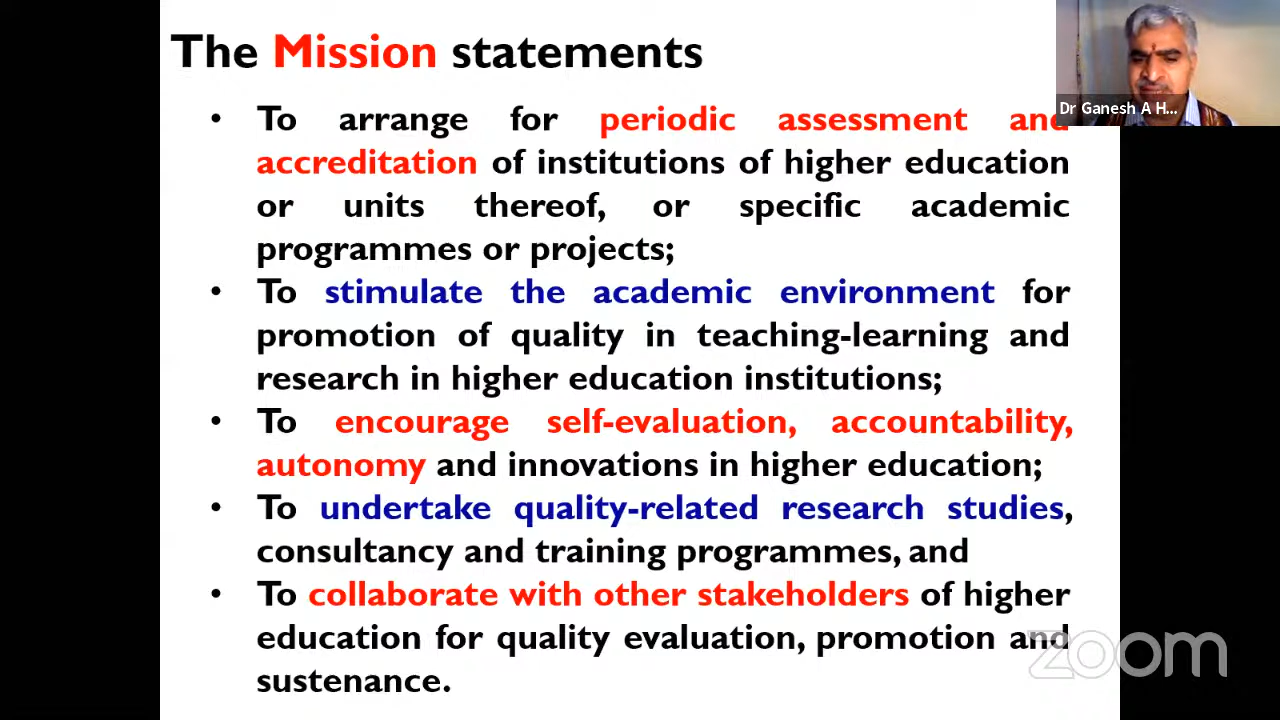 The Mission statements
Dr Ganesh A H...
• To arrange for periodic assessment and
accreditation of institutions of higher education
or units thereof, or specific academic
programmes or projects;
• To stimulate the academic environment for
promotion of quality in teaching-learning and
research in higher education institutions;
• To encourage self-evaluation, accountability,
autonomy and innovations in higher education;
• To undertake quality-related research studies,
consultancy and training programmes, and
• To collaborate with other stakeholders of higher
education for quality evaluation, promotion and
sustenance.
zoom